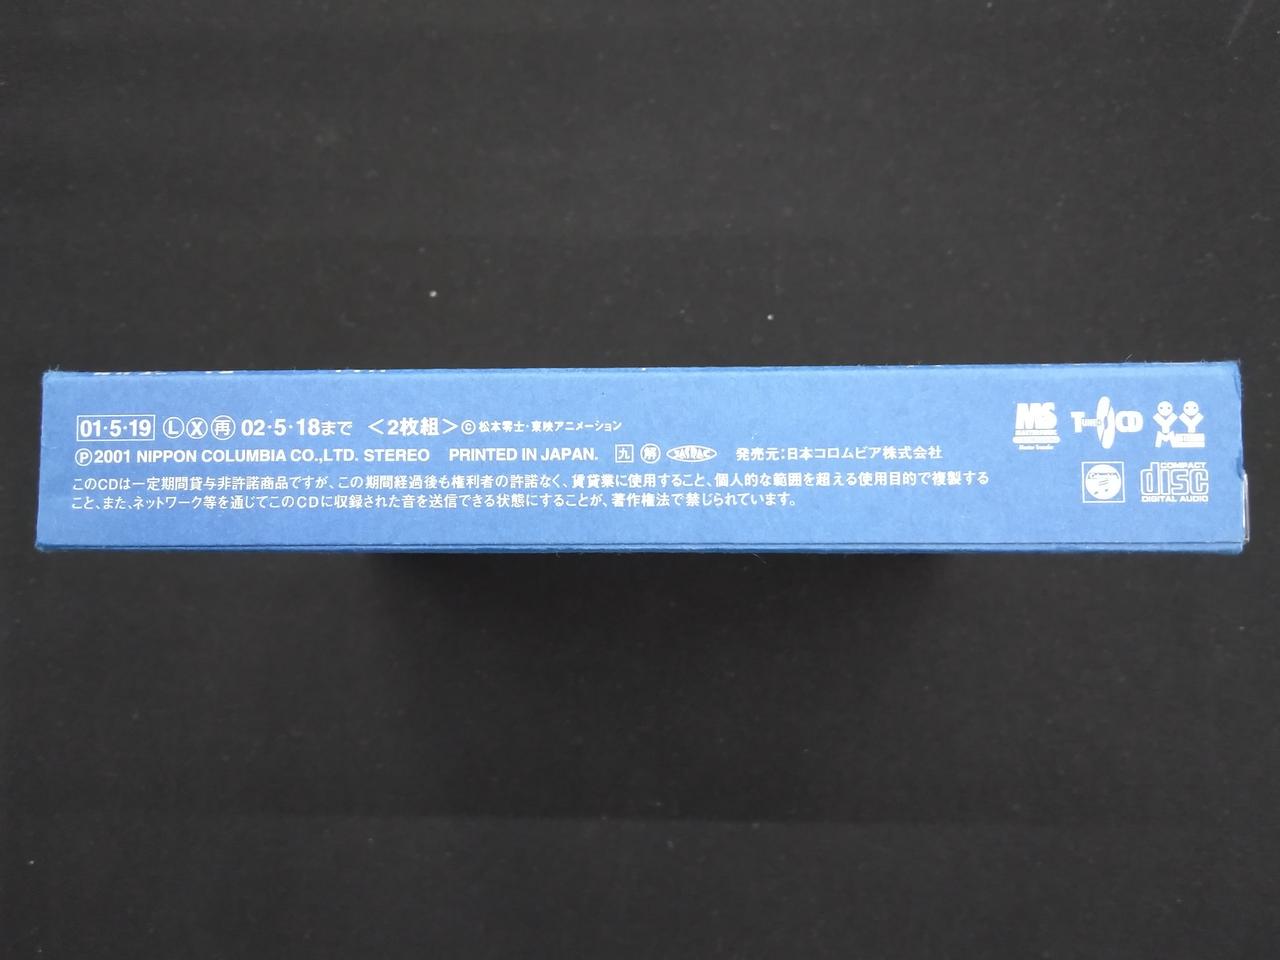 01·5·19 Ⓛ Ⓧ ㊢ 02·5·18まで <2枚組> © 松本零士・東映アニメーション
Ⓟ2001 NIPPON COLUMBIA CO.,LTD. STEREO PRINTED IN JAPAN. 九 解 JASRAC 発売元:日本コロムビア株式会社
このCDは一定期間貸与非許諾商品ですが、この期間経過後も権利者の許諾なく、賃貸業に使用すること、個人的な範囲を超える使用目的で複製する
こと、また、ネットワーク等を通じてこのCDに収録された音を送信できる状態にすることが、著作権法で禁じられています。
MS
TUNE CD
COMPACT
disc
DIGITAL AUDIO